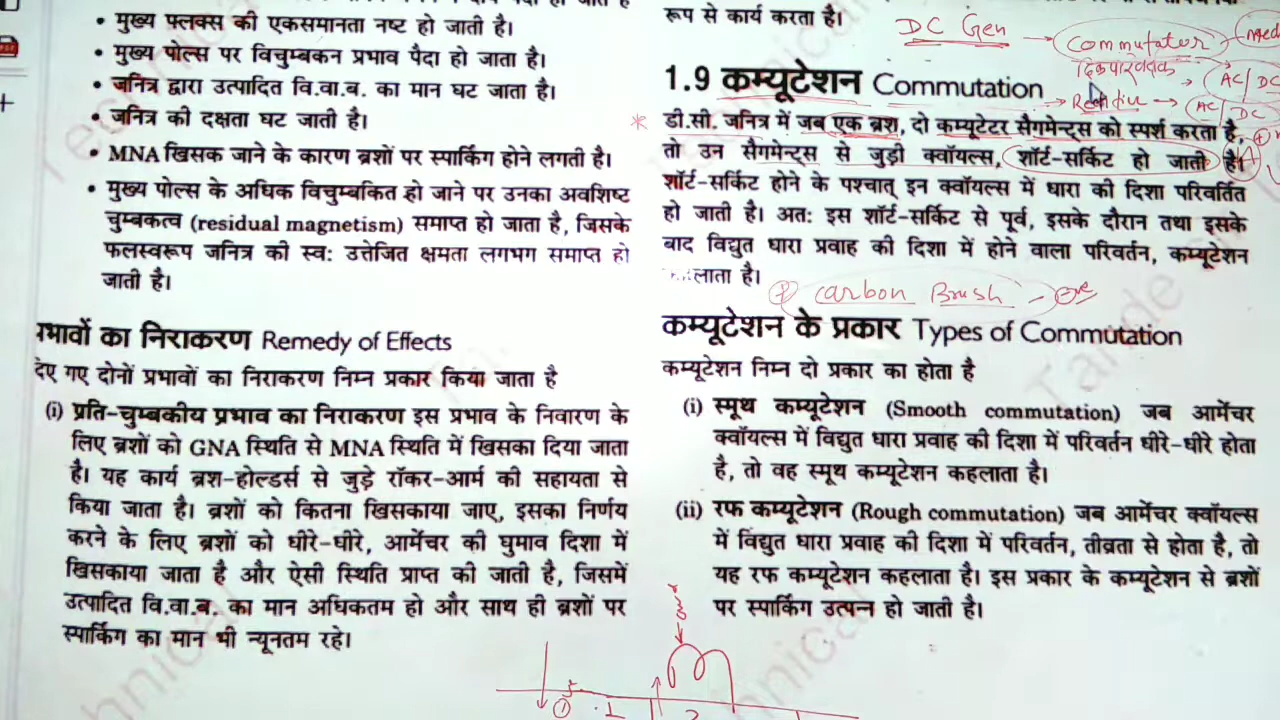 • मुख्य फ्लक्स की एकसमानता नष्ट हो जाती है।
• मुख्य पोल्स पर विचुम्बकन प्रभाव पैदा हो जाता है।
• जनित्र द्वारा उत्पादित वि.वा.ब. का मान घट जाता है।
• जनित्र की दक्षता घट जाती है।
• MNA खिसक जाने के कारण ब्रशों पर स्पार्किंग होने लगती है।
• मुख्य पोल्स के अधिक विचुम्बकित हो जाने पर उनका अवशिष्ट
चुम्बकत्व (residual magnetism) समाप्त हो जाता है, जिसके
फलस्वरूप जनित्र की स्व: उत्तेजित क्षमता लगभग समाप्त हो
जाती है।
का निराकरण Remedy of Effects
गए दोनों प्रभावों का निराकरण निम्न प्रकार किया जाता है
(i) प्रति-चुम्बकीय प्रभाव का निराकरण इस प्रभाव के निवारण के
लिए ब्रशों को GNA स्थिति से MNA स्थिति में खिसका दिया जाता
है। यह कार्य ब्रश-होल्डर्स से जुड़े रॉकर-आर्म की सहायता से
किया जाता है। ब्रशों को कितना खिसकाया जाए, इसका निर्णय
करने के लिए ब्रशों को धीरे-धीरे, आर्मेचर की घुमाव दिशा में
खिसकाया जाता है और ऐसी स्थिति प्राप्त की जाती है, जिसमें
उत्पादित वि.वा.ब. का मान अधिकतम हो और साथ ही ब्रशों पर
स्पार्किंग का मान भी न्यूनतम रहे।
रूप से कार्य करता है।
DC Gen
Commutator
AC/DC
AC/DC
1.9 कम्यूटेशन Commutation
* डी.सी. जनित्र में जब एक ब्रश, दो कम्यूटेटर सैगमेन्ट्स को स्पर्श करता है,
तो उन सैगमेन्ट्स से जुड़ी क्वॉयल्स, शॉर्ट-सर्किट हो जाती है।
शॉर्ट-सर्किट होने के पश्चात् इन क्वॉयल्स में धारा की दिशा परिवर्तित
हो जाती है। अत: इस शॉर्ट-सर्किट से पूर्व, इसके दौरान तथा इसके
बाद विद्युत धारा प्रवाह की दिशा में होने वाला परिवर्तन, कम्यूटेशन
है।
carbon Brush
कम्यूटेशन के प्रकार Types of Commutation
कम्यूटेशन निम्न दो प्रकार का होता है
(i) स्मूथ कम्यूटेशन (Smooth commutation) जब आर्मेचर
क्वॉयल्स में विद्युत धारा प्रवाह की दिशा में परिवर्तन धीरे-धीरे होता
है, तो वह स्मूथ कम्यूटेशन कहलाता है।
(ii) रफ कम्यूटेशन (Rough commutation) जब आर्मेचर क्वॉयल्स
में विद्युत धारा प्रवाह की दिशा में परिवर्तन, तीव्रता से होता है, तो
यह रफ कम्यूटेशन कहलाता है। इस प्रकार के कम्यूटेशन से ब्रशों
पर स्पार्किंग उत्पन्न हो जाती है।